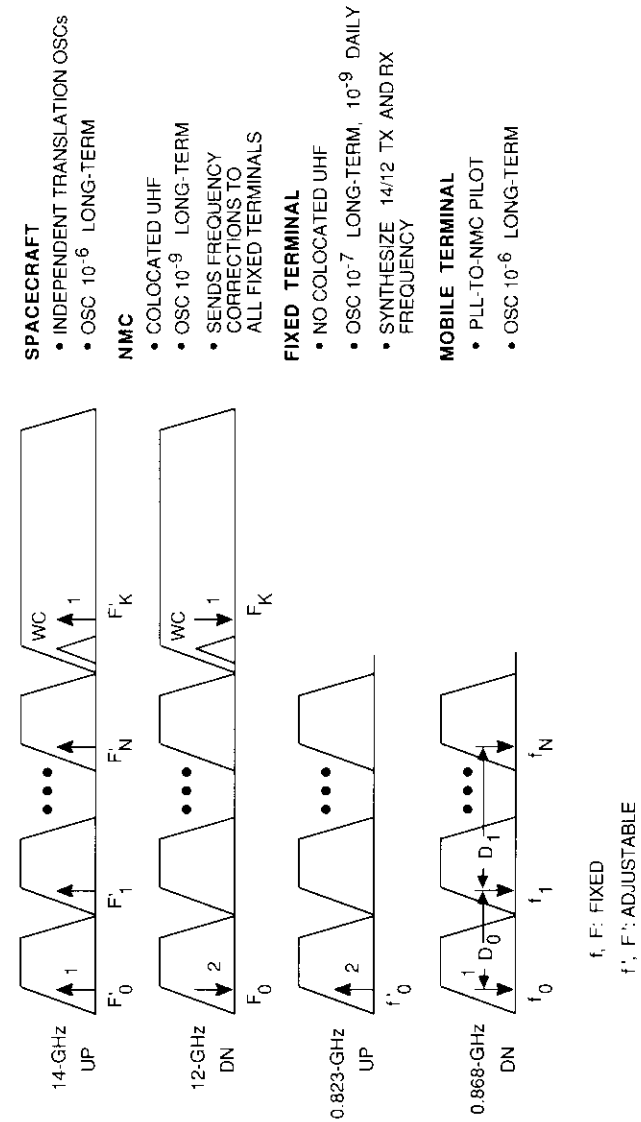 14-GHz
UP
F'0
1
F'1
F'N
WC
1
F'K
12-GHz
DN
F0
2
WC
1
FK
0.823-GHz
UP
f'0
2
0.868-GHz
DN
f0
1
D0
f1
D1
fN
f, F: FIXED
f', F': ADJUSTABLE
SPACECRAFT
• INDEPENDENT TRANSLATION OSCs
• OSC 10-6 LONG-TERM
NMC
• COLOCATED UHF
• OSC 10-9 LONG-TERM
• SENDS FREQUENCY
CORRECTIONS TO
ALL FIXED TERMINALS
FIXED TERMINAL
• NO COLOCATED UHF
• OSC 10-7 LONG-TERM, 10-9 DAILY
• SYNTHESIZE 14/12 TX AND RX
FREQUENCY
MOBILE TERMINAL
• PLL-TO-NMC PILOT
• OSC 10-6 LONG-TERM